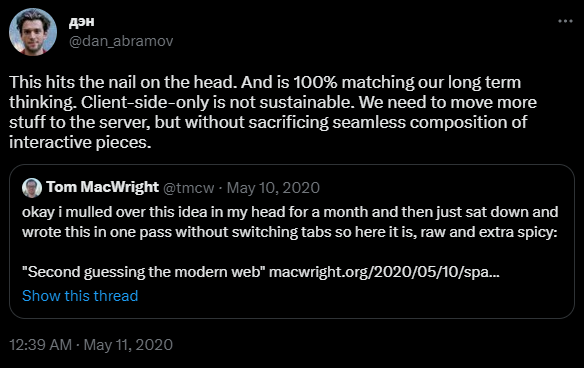 дэн
@dan_abramov
This hits the nail on the head. And is 100% matching our long term
thinking. Client-side-only is not sustainable. We need to move more
stuff to the server, but without sacrificing seamless composition of
interactive pieces.
Tom MacWright @tmcw · May 10, 2020
okay i mulled over this idea in my head for a month and then just sat down and
wrote this in one pass without switching tabs so here it is, raw and extra spicy:
"Second guessing the modern web" macwright.org/2020/05/10/spa...
Show this thread
12:39 AM · May 11, 2020